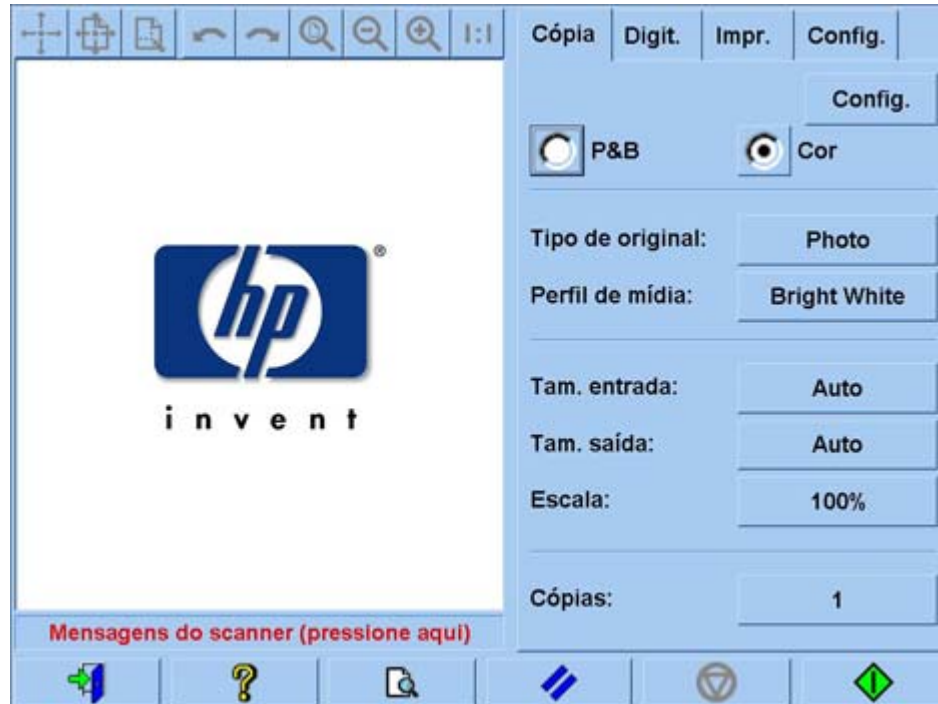 1:1
Cópia Digit. Impr. Config.
Config.
P&B Cor
Tipo de original: Photo
Perfil de mídia: Bright White
Tam. entrada: Auto
Tam. saída: Auto
Escala: 100%
Cópias: 1
hp ®
invent
Mensagens do scanner (pressione aqui)
?